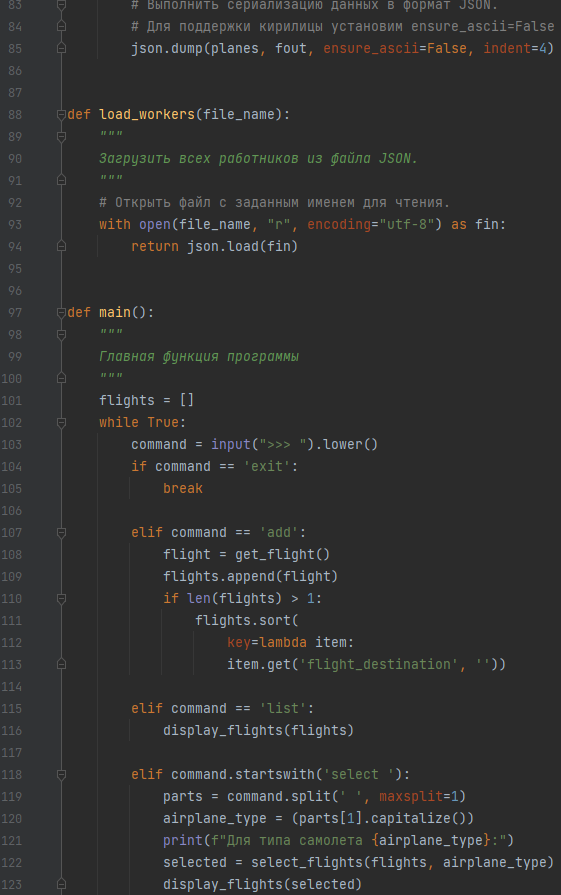 83 # Выполнить сериализацию данных в формат JSON.
84 # Для поддержки кирилицы установим ensure_ascii=False
85 json.dump(planes, fout, ensure_ascii=False, indent=4)
86
87
88 def load_workers(file_name):
89 """
90 Загрузить всех работников из файла JSON.
91 """
92 # Открыть файл с заданным именем для чтения.
93 with open(file_name, "r", encoding="utf-8") as fin:
94 return json.load(fin)
95
96
97 def main():
98 """
99 Главная функция программы
100 """
101 flights = []
102 while True:
103 command = input(">>> ").lower()
104 if command == 'exit':
105 break
106
107 elif command == 'add':
108 flight = get_flight()
109 flights.append(flight)
110 if len(flights) > 1:
111 flights.sort(
112 key=lambda item:
113 item.get('flight_destination', ''))
114
115 elif command == 'list':
116 display_flights(flights)
117
118 elif command.startswith('select '):
119 parts = command.split(' ', maxsplit=1)
120 airplane_type = (parts[1].capitalize())
121 print(f"Для типа самолета {airplane_type}:")
122 selected = select_flights(flights, airplane_type)
123 display_flights(selected)